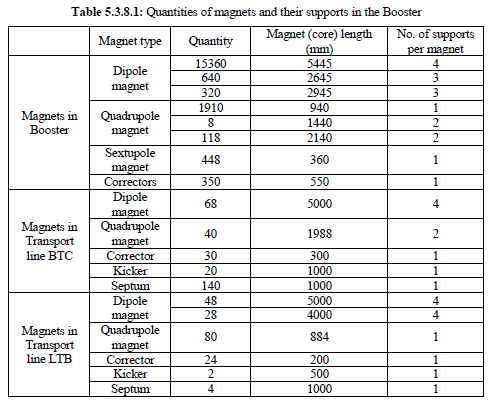 Table 5.3.8.1: Quantities of magnets and their supports in the Booster
Magnet type Quantity Magnet (core) length (mm) No. of supports per magnet
Magnets in Booster
Dipole magnet
15360 5445 4
640 2645 3
320 2945 3
Quadrupole magnet
1910 940 1
8 1440 2
118 2140 2
Sextupole magnet 448 360 1
Correctors 350 550 1
Magnets in Transport line BTC
Dipole magnet 68 5000 4
Quadrupole magnet 40 1988 2
Corrector 30 300 1
Kicker 20 1000 1
Septum 140 1000 1
Magnets in Transport line LTB
Dipole magnet
48 5000 4
28 4000 4
Quadrupole magnet 80 884 1
Corrector 24 200 1
Kicker 2 500 1
Septum 4 1000 1